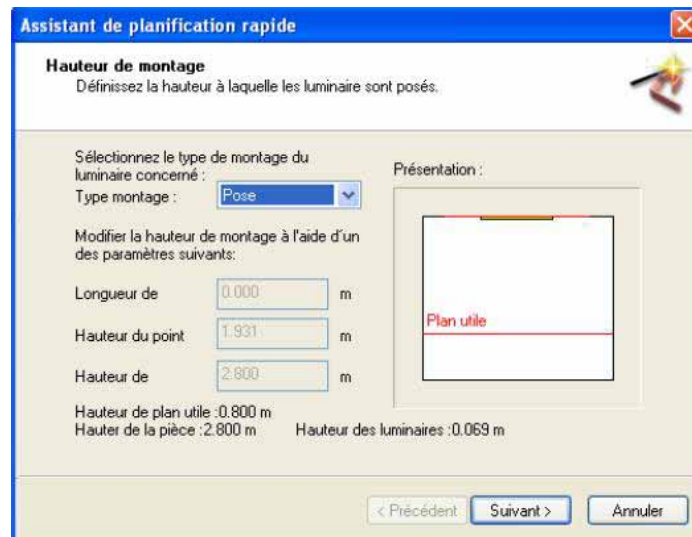 Assistant de planification rapide
Hauteur de montage
Définissez la hauteur à laquelle les luminaire sont posés.
Sélectionnez le type de montage du
luminaire concerné :
Type montage :
Pose
Présentation :
Modifier la hauteur de montage à l'aide d'un
des paramètres suivants:
Longueur de
0.000
m
Hauteur du point
1.931
m
Hauteur de
2.800
m
Plan utile
Hauteur de plan utile :0.800 m
Hauter de la pièce :2.800 m
Hauteur des luminaires :0.069 m
< Précédent
Suivant >
Annuler